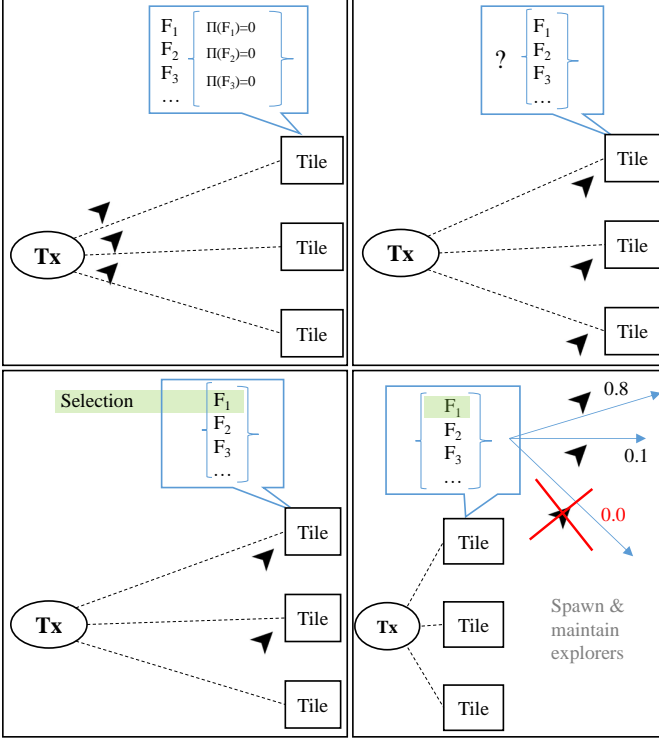 F₁ Π(F₁)=0
F₂ Π(F₂)=0
F₃ Π(F₃)=0
…
Tile
Tx
Tile
Tile
?
F₁
F₂
F₃
…
Tile
Tx
Tile
Tile
Selection F₁
F₂
F₃
…
Tile
Tx
Tile
Tile
F₁
F₂
F₃
…
0.8
0.1
0.0
Tile
Tx
Tile
Tile
Spawn &
maintain
explorers